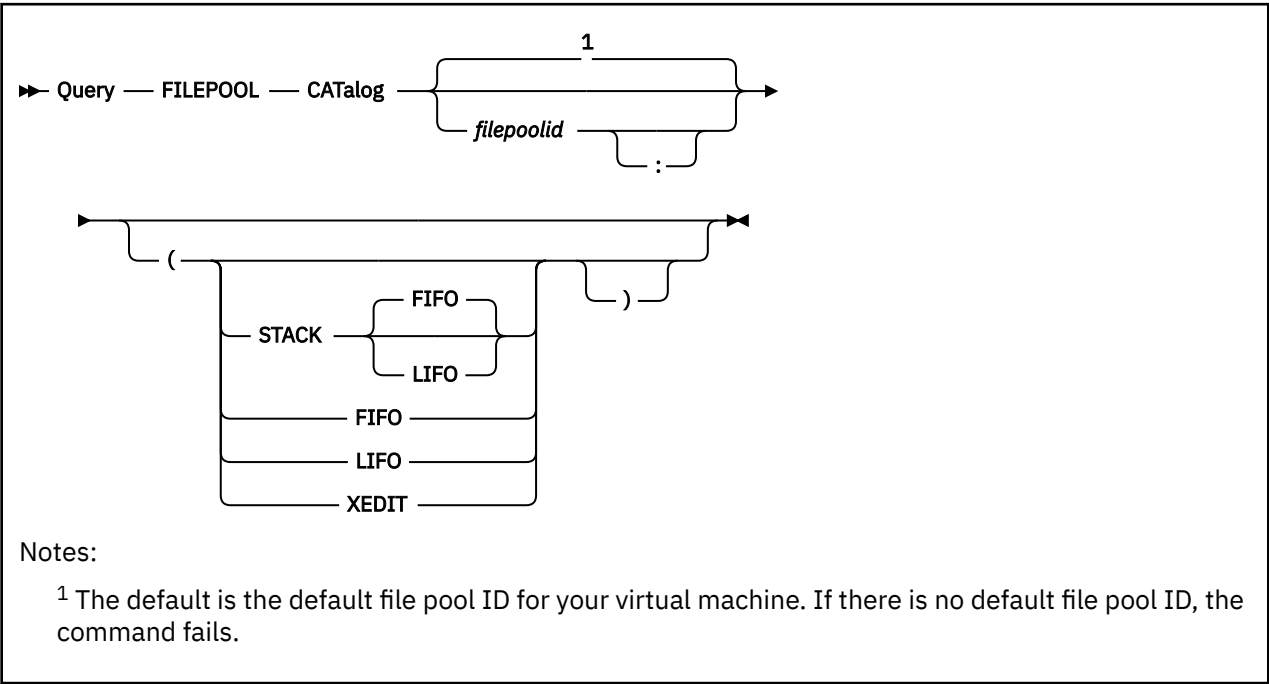 1
Query FILEPOOL CATalog
filepoolid
:
(
FIFO
)
STACK
LIFO
FIFO
LIFO
XEDIT
Notes:
1 The default is the default file pool ID for your virtual machine. If there is no default file pool ID, the
command fails.